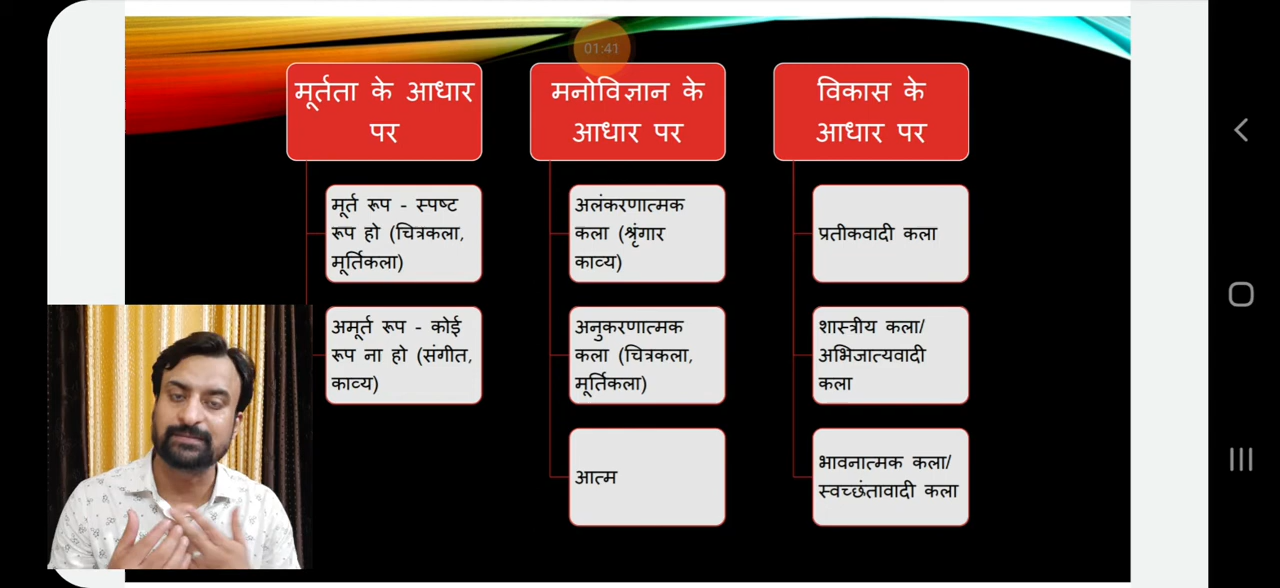 01:41
मूर्तता के आधार
पर
मूर्त रूप - स्पष्ट
रूप हो (चित्रकला,
मूर्तिकला)
अमूर्त रूप - कोई
रूप ना हो (संगीत,
काव्य)
मनोविज्ञान के
आधार पर
अलंकरणात्मक
कला (श्रृंगार
काव्य)
अनुकरणात्मक
कला (चित्रकला,
मूर्तिकला)
आत्म
विकास के
आधार पर
प्रतीकवादी कला
शास्त्रीय कला/
अभिजात्यवादी
कला
भावनात्मक कला/
स्वच्छंतावादी कला